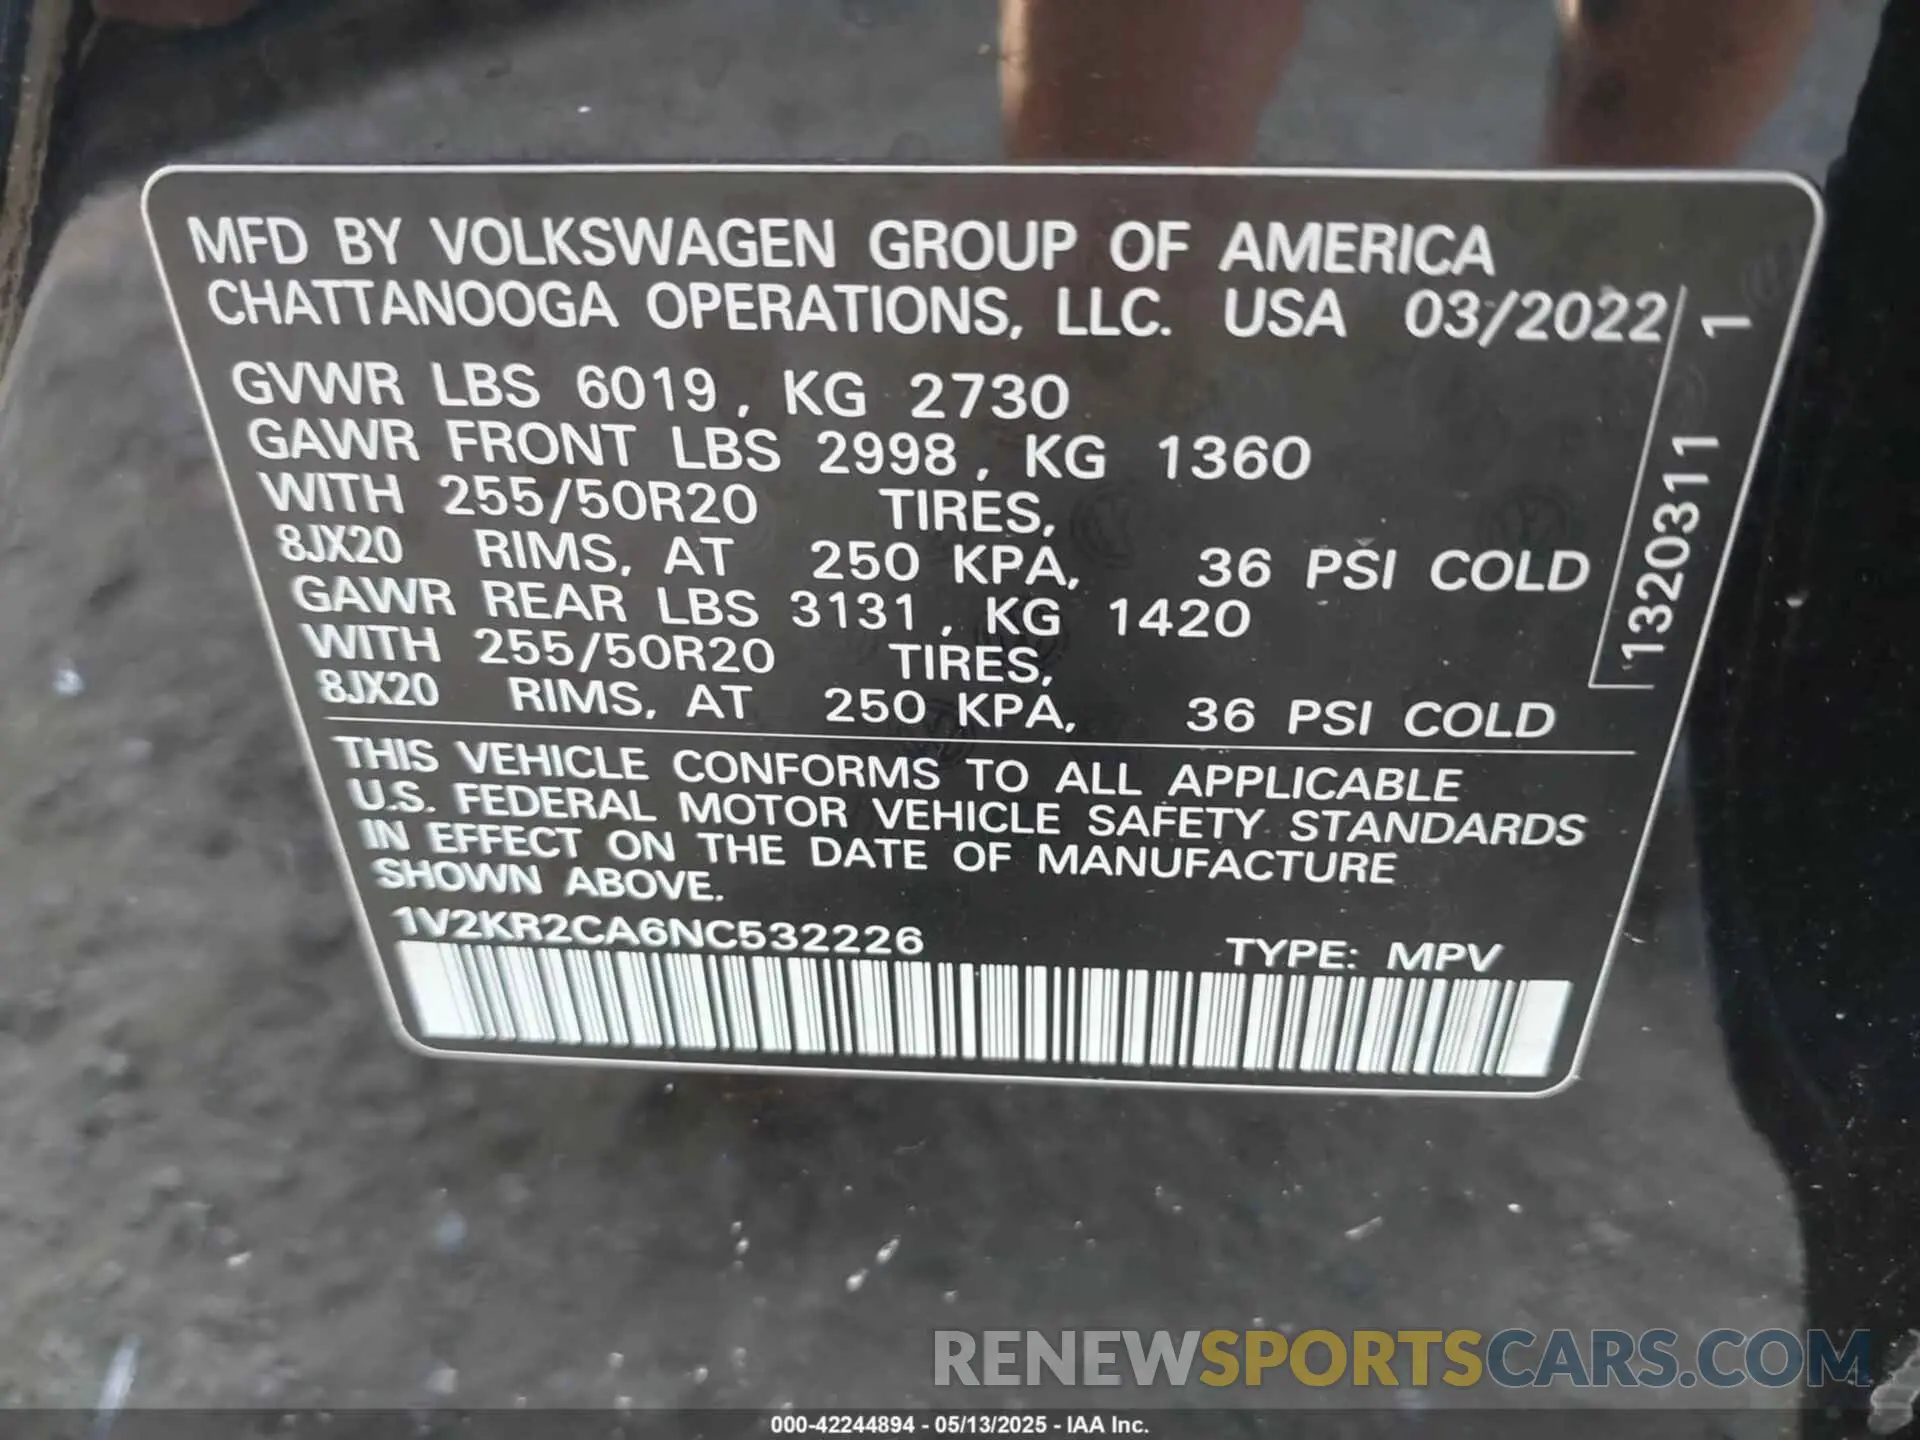 MFD BY VOLKSWAGEN GROUP OF AMERICA
CHATTANOOGA OPERATIONS, LLC. USA 03/2022
GVWR LBS 6019, KG 2730
GAWR FRONT LBS 2998, KG 1360
WITH 255/50R20 TIRES,
8JX20 RIMS, AT 250 KPA, 36 PSI COLD
GAWR REAR LBS 3131, KG 1420
WITH 255/50R20 TIRES,
8JX20 RIMS, AT 250 KPA, 36 PSI COLD
1320311 1
THIS VEHICLE CONFORMS TO ALL APPLICABLE
U.S. FEDERAL MOTOR VEHICLE SAFETY STANDARDS
IN EFFECT ON THE DATE OF MANUFACTURE
SHOWN ABOVE.
1V2KR2CA6NC532226 TYPE: MPV
RENEWSPORTSCARS.COM
000-42244894 - 05/13/2025 - IAA Inc.